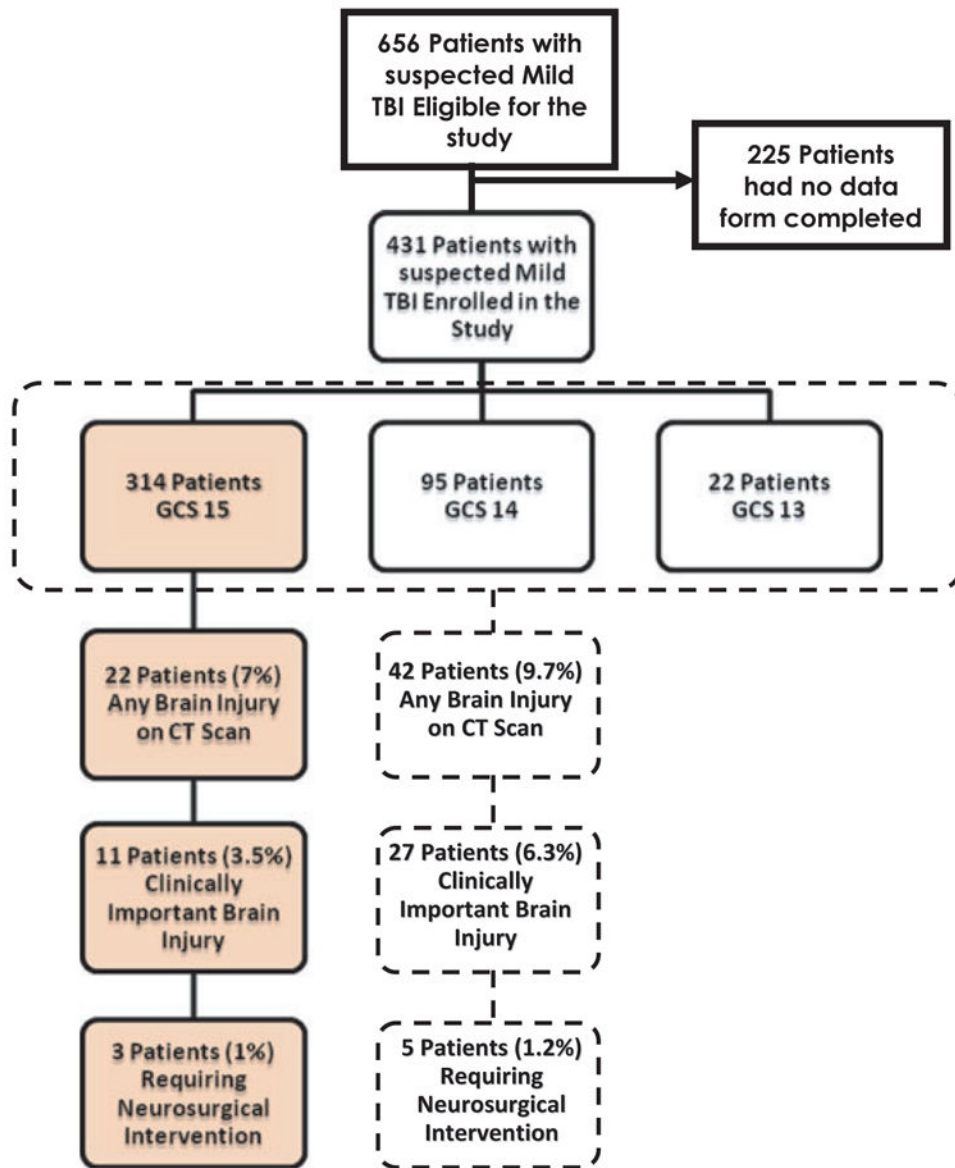 656 Patients with
suspected Mild
TBI Eligible for the
study
225 Patients
had no data
form completed
431 Patients with
suspected Mild
TBI Enrolled in the
Study
314 Patients
GCS 15
95 Patients
GCS 14
22 Patients
GCS 13
22 Patients (7%)
Any Brain Injury
on CT Scan
42 Patients (9.7%)
Any Brain Injury
on CT Scan
11 Patients (3.5%)
Clinically
Important Brain
Injury
27 Patients (6.3%)
Clinically
Important Brain
Injury
3 Patients (1%)
Requiring
Neurosurgical
Intervention
5 Patients (1.2%)
Requiring
Neurosurgical
Intervention